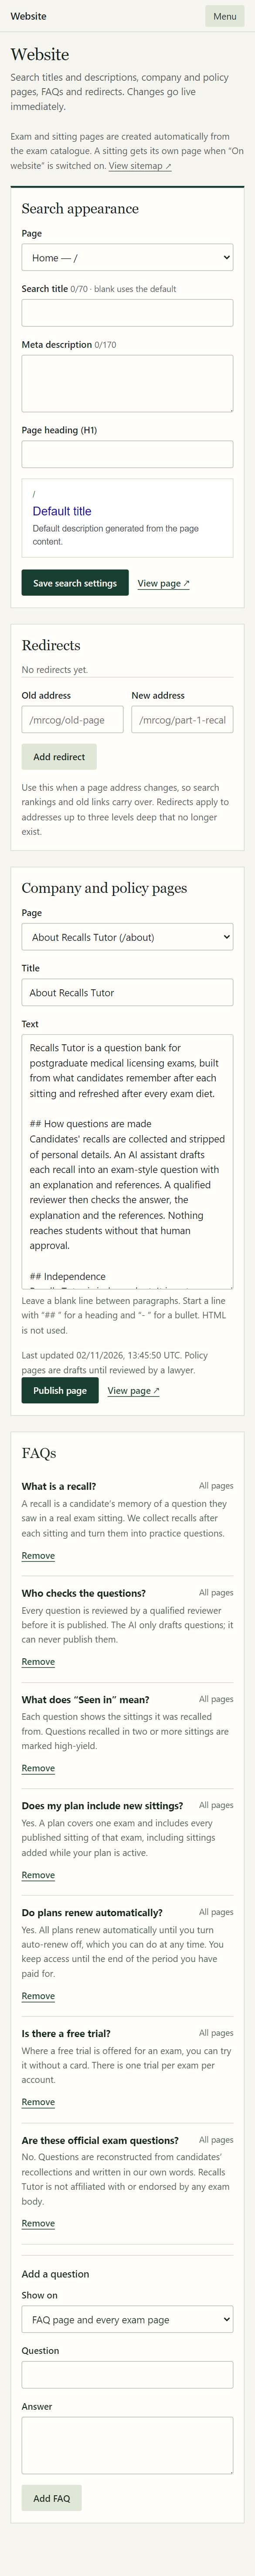 Website
Menu
Website
Search titles and descriptions, company and policy
pages, FAQs and redirects. Changes go live
immediately.
Exam and sitting pages are created automatically from
the exam catalogue. A sitting gets its own page when “On
website” is switched on. View sitemap ↗
Search appearance
Page
Home — /
Search title 0/70 · blank uses the default
Meta description 0/170
Page heading (H1)
/
Default title
Default description generated from the page
content.
Save search settings
View page ↗
Redirects
No redirects yet.
Old address
New address
/mrcog/old-page
/mrcog/part-1-recal
Add redirect
Use this when a page address changes, so search
rankings and old links carry over. Redirects apply to
addresses up to three levels deep that no longer
exist.
Company and policy pages
Page
About Recalls Tutor (/about)
Title
About Recalls Tutor
Text
Recalls Tutor is a question bank for
postgraduate medical licensing exams, built
from what candidates remember after each
sitting and refreshed after every exam diet.
## How questions are made
Candidates' recalls are collected and stripped
of personal details. An AI assistant drafts
each recall into an exam-style question with
an explanation and references. A qualified
reviewer then checks the answer, the
explanation and the references. Nothing
reaches students without that human
approval.
## Independence
Leave a blank line between paragraphs. Start a line
with “## ” for a heading and “- ” for a bullet. HTML
is not used.
Last updated 02/11/2026, 13:45:50 UTC. Policy
pages are drafts until reviewed by a lawyer.
Publish page
View page ↗
FAQs
What is a recall?
All pages
A recall is a candidate's memory of a question they
saw in a real exam sitting. We collect recalls after
each sitting and turn them into practice questions.
Remove
Who checks the questions?
All pages
Every question is reviewed by a qualified reviewer
before it is published. The AI only drafts questions; it
can never publish them.
Remove
What does “Seen in” mean?
All pages
Each question shows the sittings it was recalled
from. Questions recalled in two or more sittings are
marked high-yield.
Remove
Does my plan include new sittings?
All pages
Yes. A plan covers one exam and includes every
published sitting of that exam, including sittings
added while your plan is active.
Remove
Do plans renew automatically?
All pages
Yes. All plans renew automatically until you turn
auto-renew off, which you can do at any time. You
keep access until the end of the period you have
paid for.
Remove
Is there a free trial?
All pages
Where a free trial is offered for an exam, you can try
it without a card. There is one trial per exam per
account.
Remove
Are these official exam questions?
All pages
No. Questions are reconstructed from candidates'
recollections and written in our own words. Recalls
Tutor is not affiliated with or endorsed by any exam
body.
Remove
Add a question
Show on
FAQ page and every exam page
Question
Answer
Add FAQ